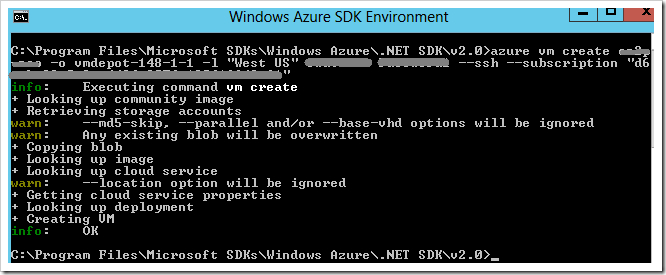 Windows Azure SDK Environment
C:\Program Files\Microsoft SDKs\Windows Azure\.NET SDK\v2.0>azure vm create
-o vmdepot-148-1-1 -l "West US" --ssh --subscription "d6
"
info: Executing command vm create
+ Looking up community image
+ Retrieving storage accounts
warn: --md5-skip, --parallel and/or --base-vhd options will be ignored
warn: Any existing blob will be overwritten
+ Copying blob
+ Looking up image
+ Looking up cloud service
warn: --location option will be ignored
+ Getting cloud service properties
+ Looking up deployment
+ Creating VM
info: OK
C:\Program Files\Microsoft SDKs\Windows Azure\.NET SDK\v2.0>_